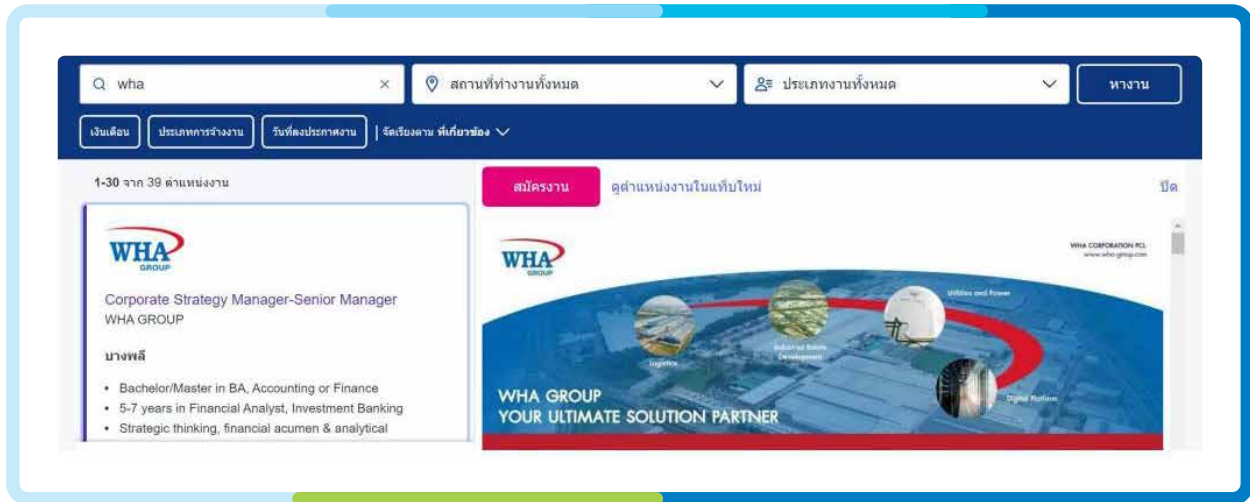 wha
สถานที่ทำงานทั้งหมด
ประเภทงานทั้งหมด
หางาน
เงินเดือน
ประเภทการจ้างงาน
วันที่ลงประกาศงาน
| จัดเรียงตาม ที่เกี่ยวข้อง
1-30 จาก 39 ตำแหน่งงาน
สมัครงาน
ดูตำแหน่งงานในแท็บใหม่
ปิด
WHA
GROUP
Corporate Strategy Manager-Senior Manager
WHA GROUP
บางพลี
• Bachelor/Master in BA, Accounting or Finance
• 5-7 years in Financial Analyst, Investment Banking
• Strategic thinking, financial acumen & analytical
WHA
GROUP
WHA CORPORATION PCL.
www.wha-group.com
Logistics
Industrial Estate
Development
Utilities and Power
Digital Platform
WHA GROUP
YOUR ULTIMATE SOLUTION PARTNER